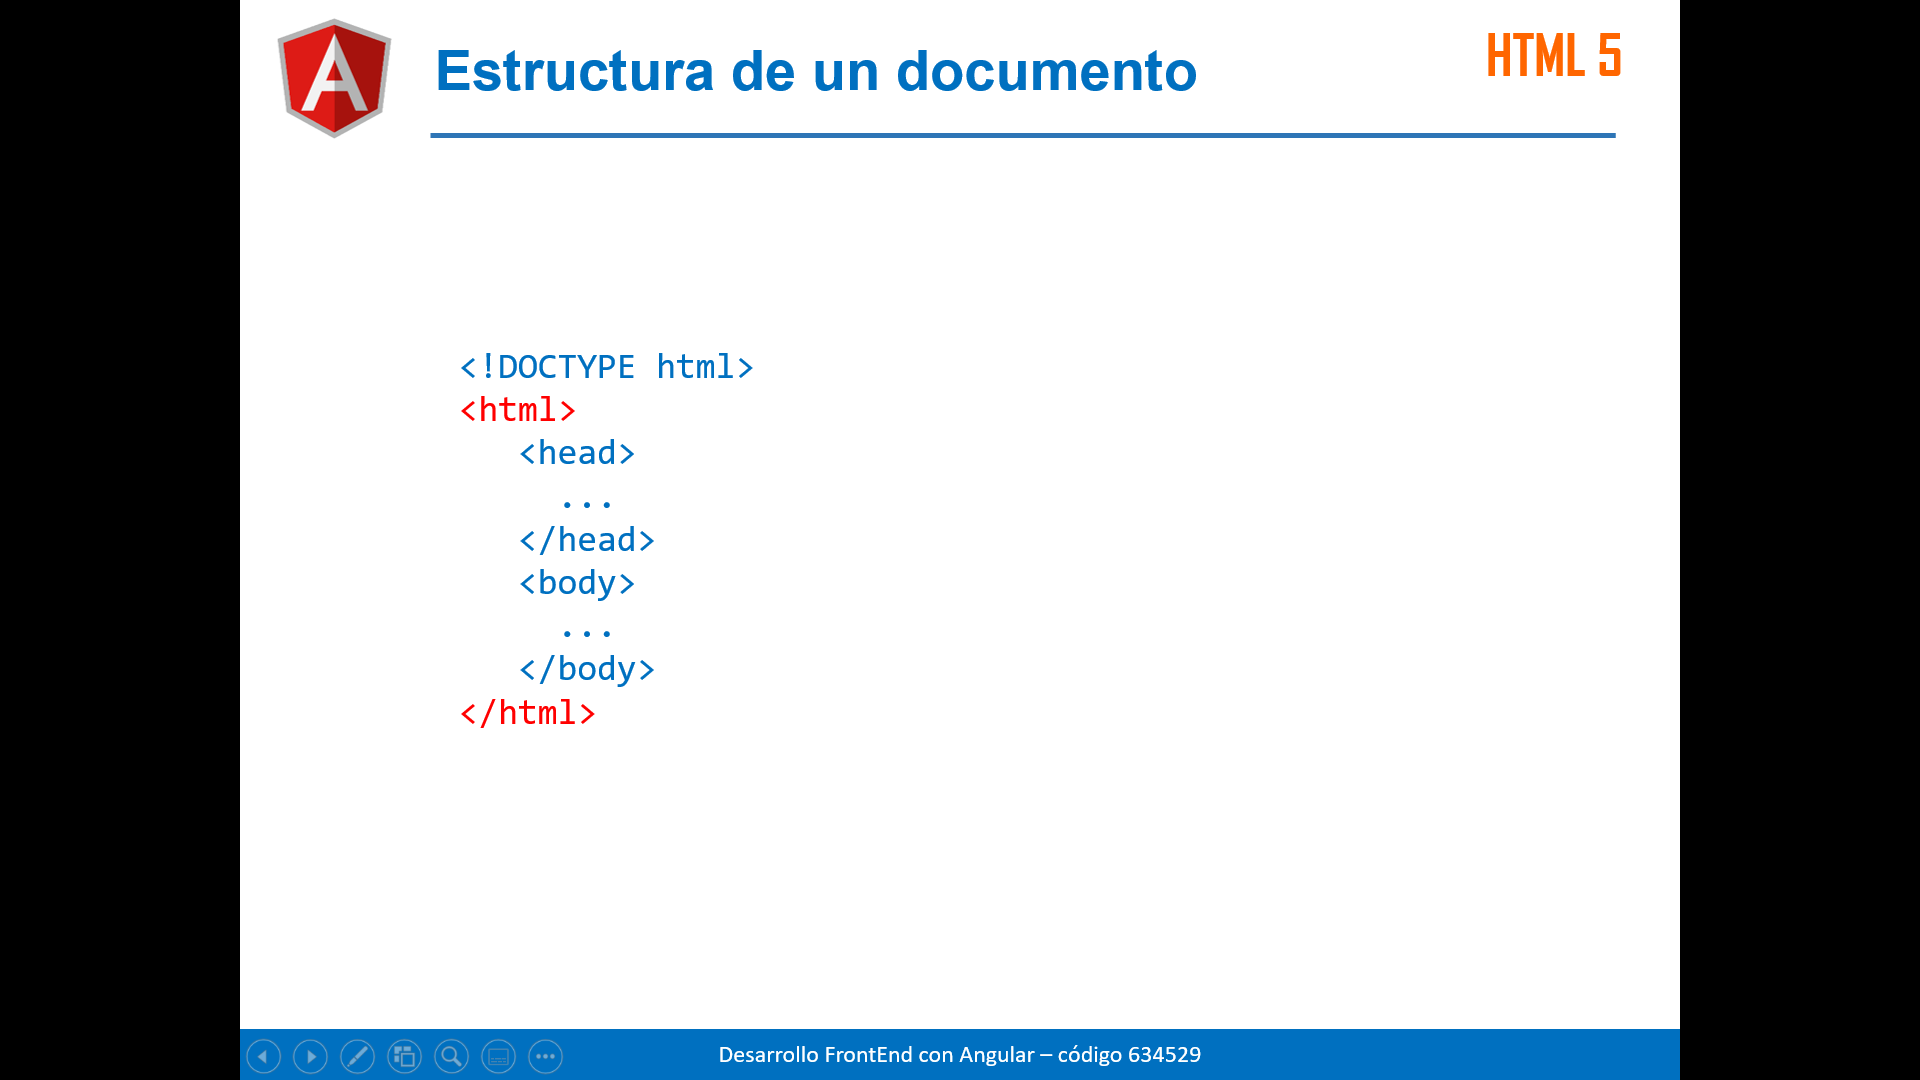 Estructura de un documento
HTML 5
<!DOCTYPE html>
<html>
<head>
...
</head>
<body>
...
</body>
</html>
Desarrollo FrontEnd con Angular – código 634529